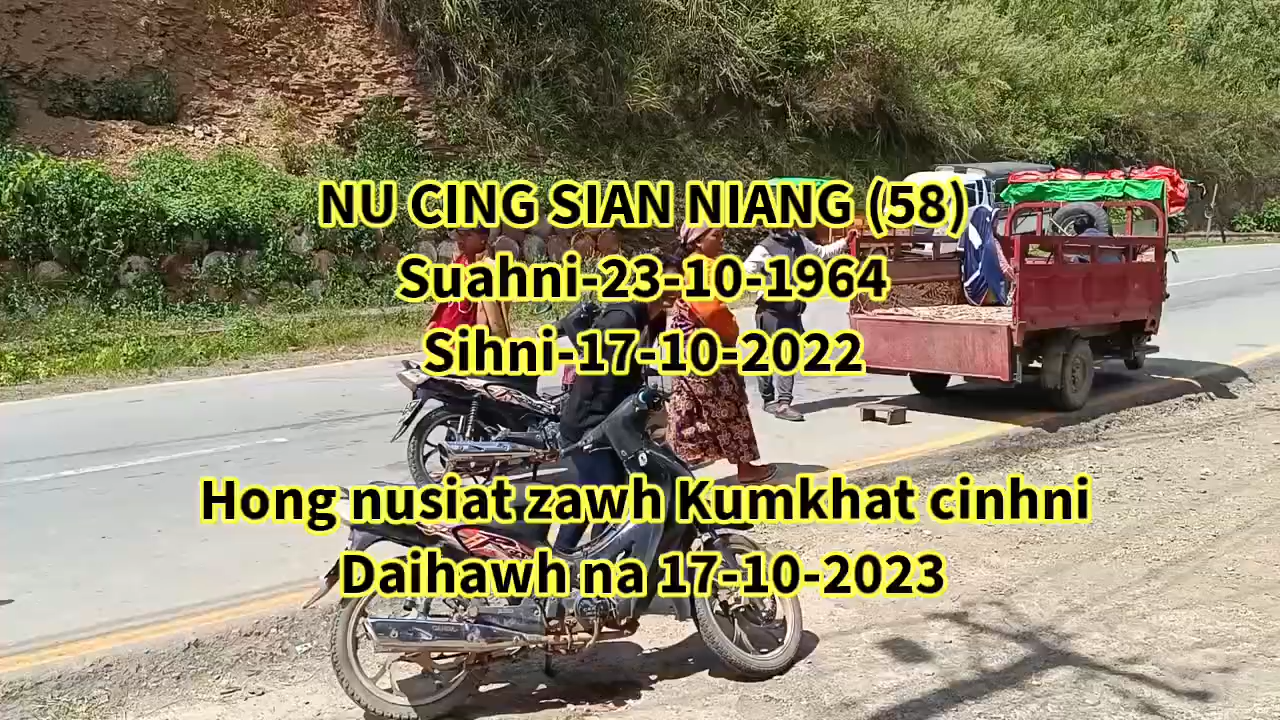 NU CING SIAN NIANG (58)
Suahni-23-10-1964
Sihni-17-10-2022
Hong nusiat zawh Kumkhat cinhni
Daihawh na 17-10-2023